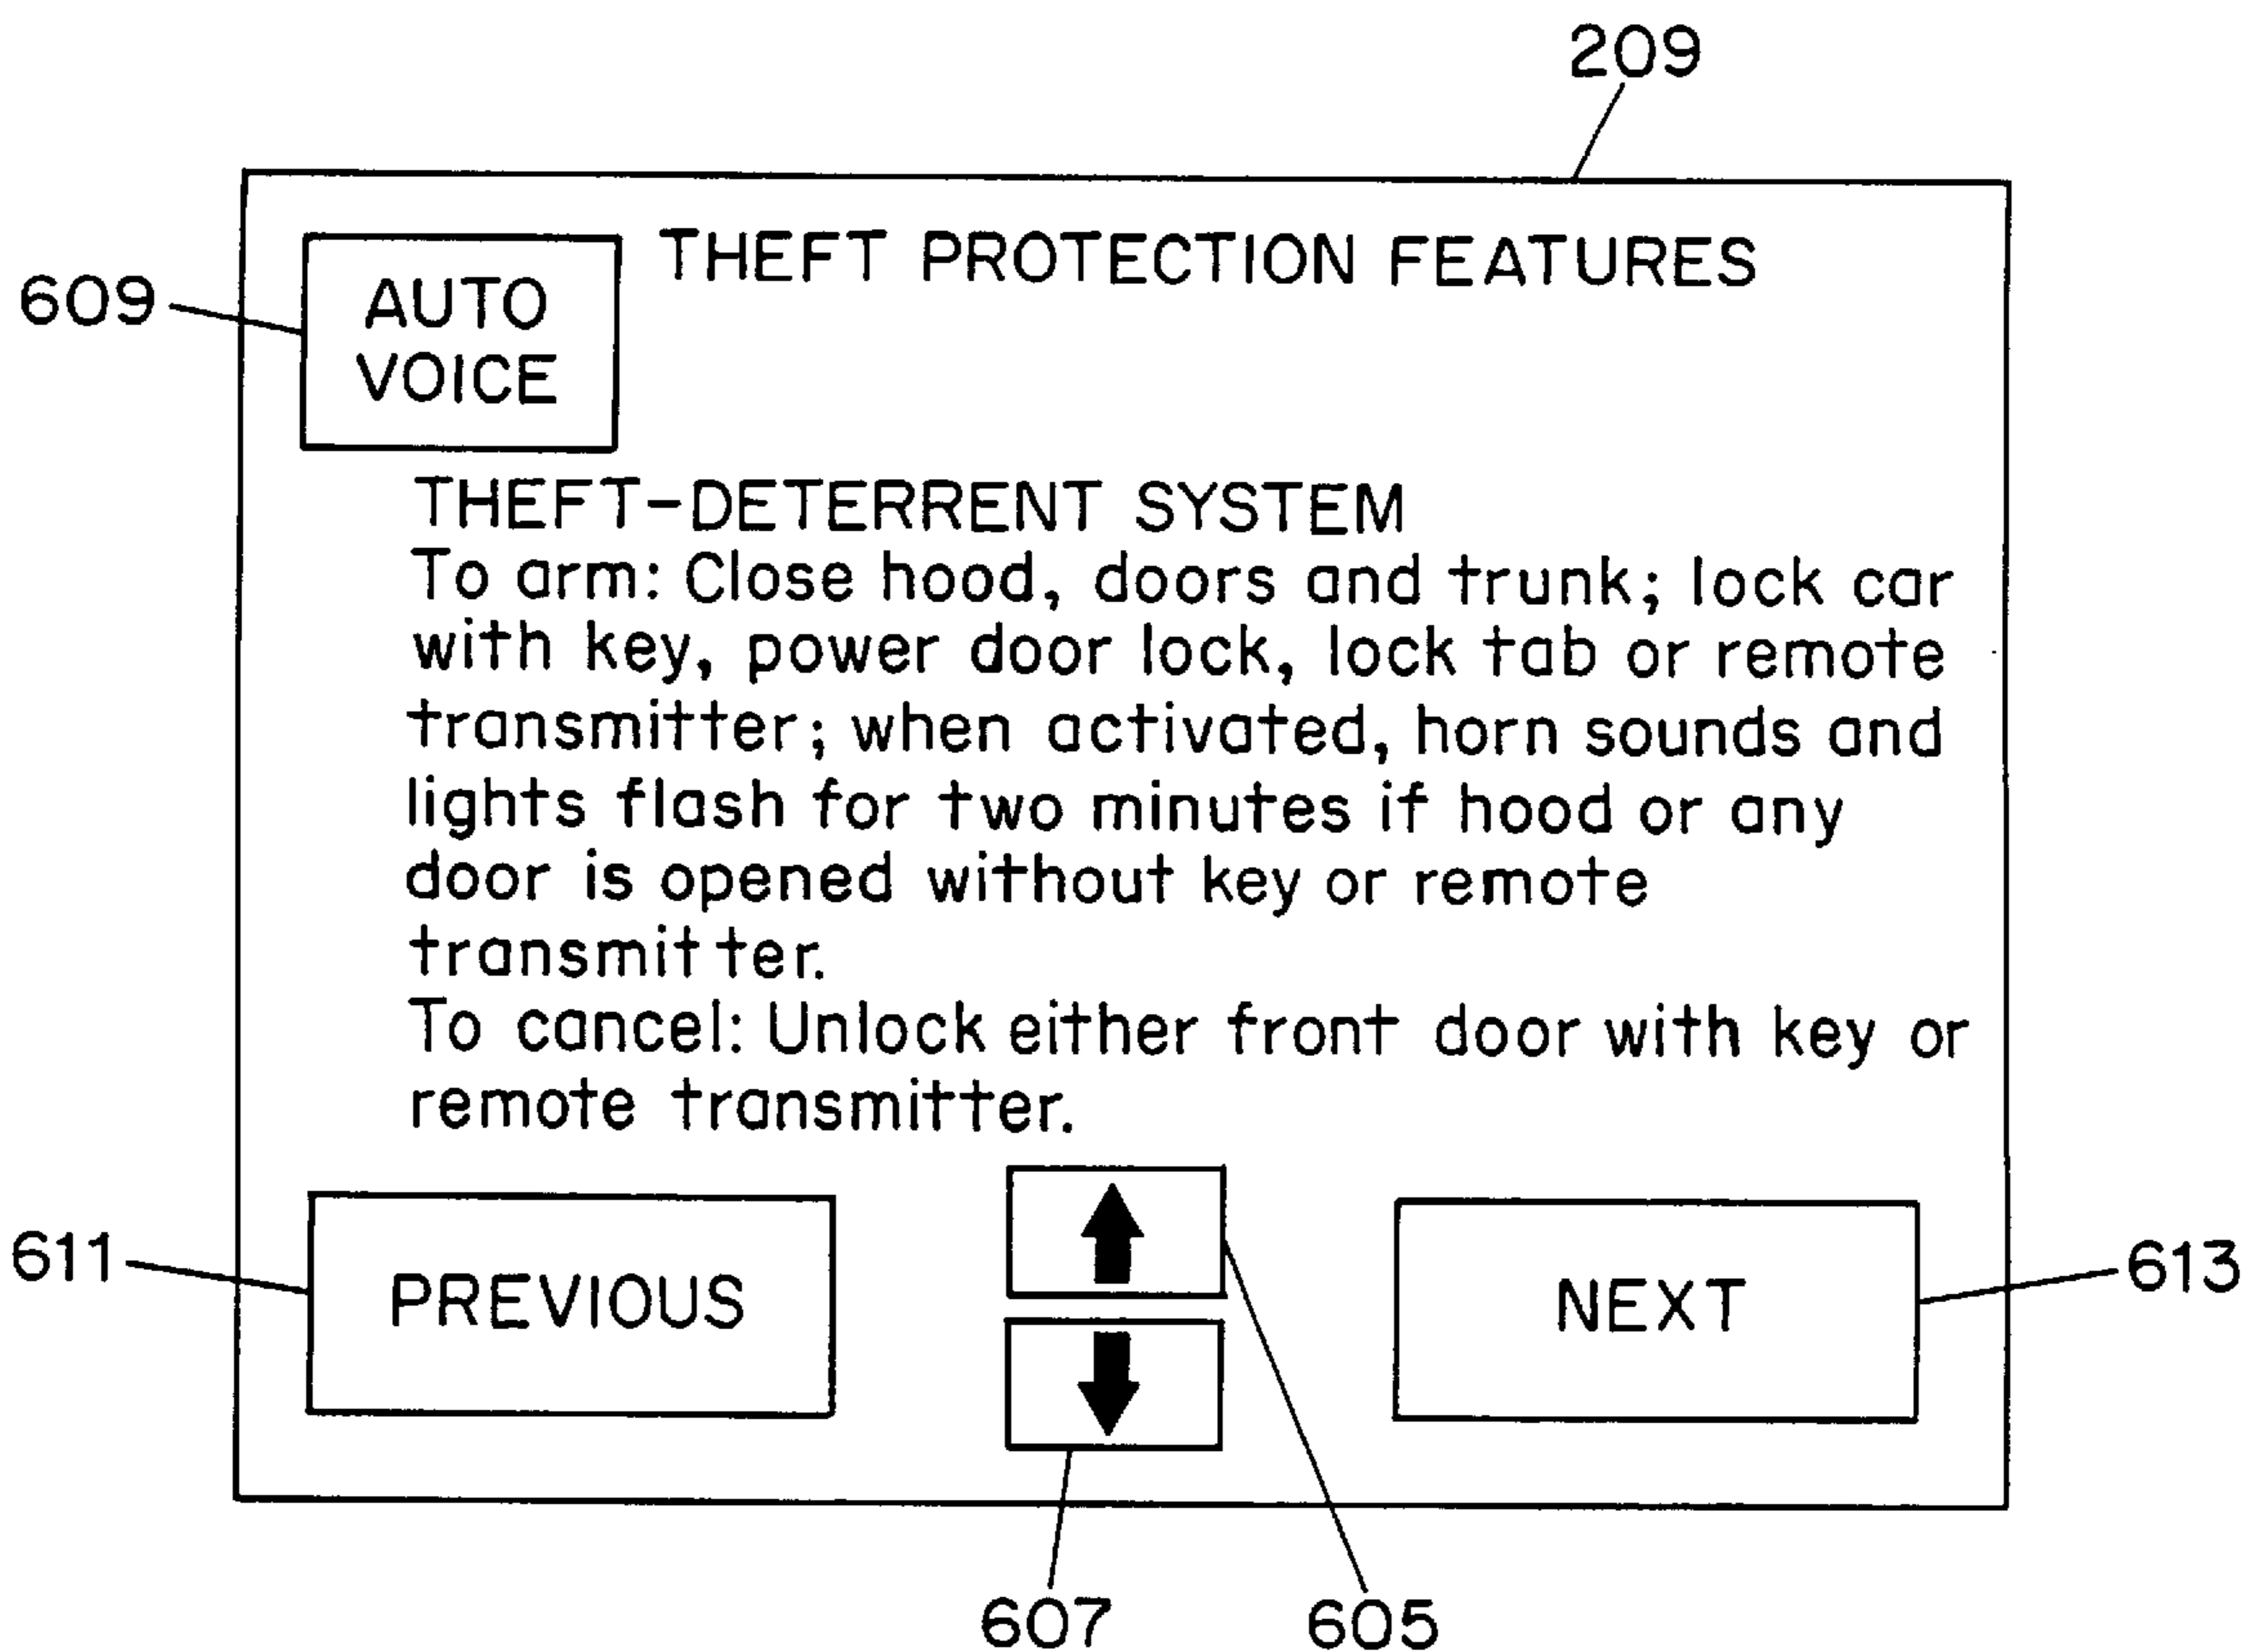 209
THEFT PROTECTION FEATURES
609
AUTO
VOICE
THEFT-DETERRENT SYSTEM
To arm: Close hood, doors and trunk; lock car
with key, power door lock, lock tab or remote
transmitter; when activated, horn sounds and
lights flash for two minutes if hood or any
door is opened without key or remote
transmitter.
To cancel: Unlock either front door with key or
remote transmitter.
611
PREVIOUS
NEXT
613
607
605